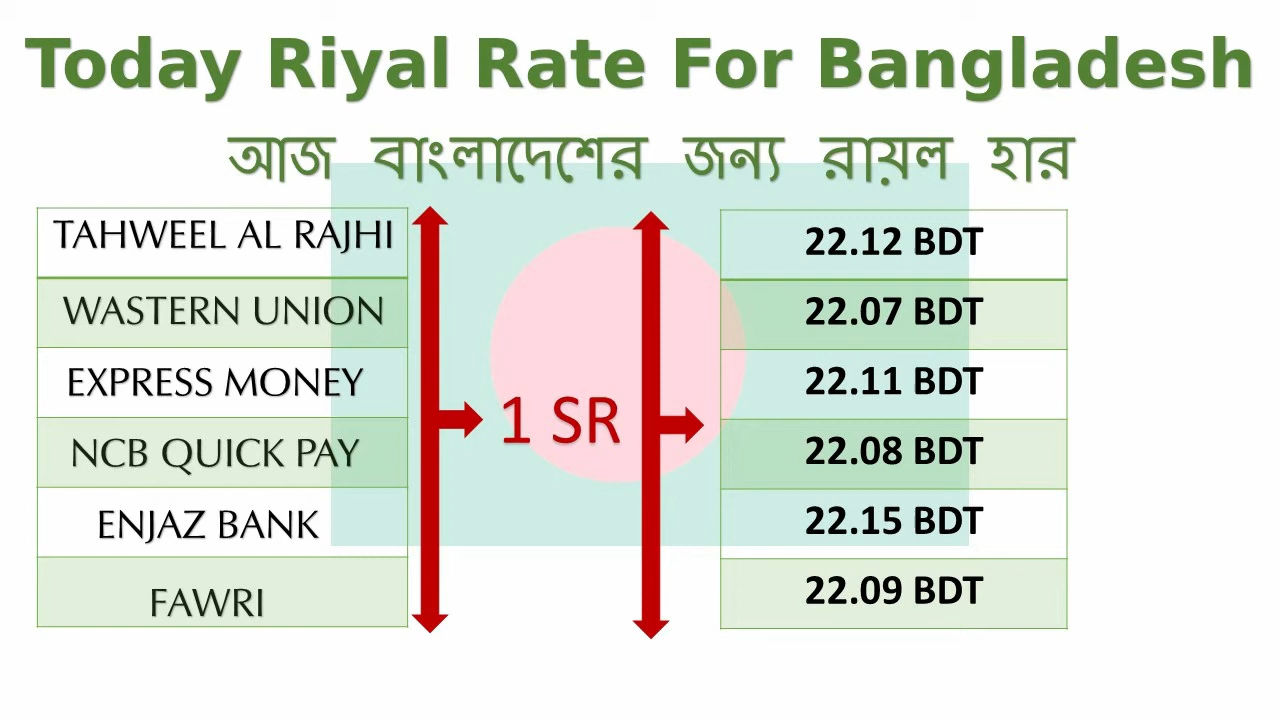 Today Riyal Rate For Bangladesh
আজ বাংলাদেশের জন্য রায়ল হার
TAHWEEL AL RAJHI 22.12 BDT
WASTERN UNION 22.07 BDT
EXPRESS MONEY 22.11 BDT
1 SR
NCB QUICK PAY 22.08 BDT
ENJAZ BANK 22.15 BDT
FAWRI 22.09 BDT